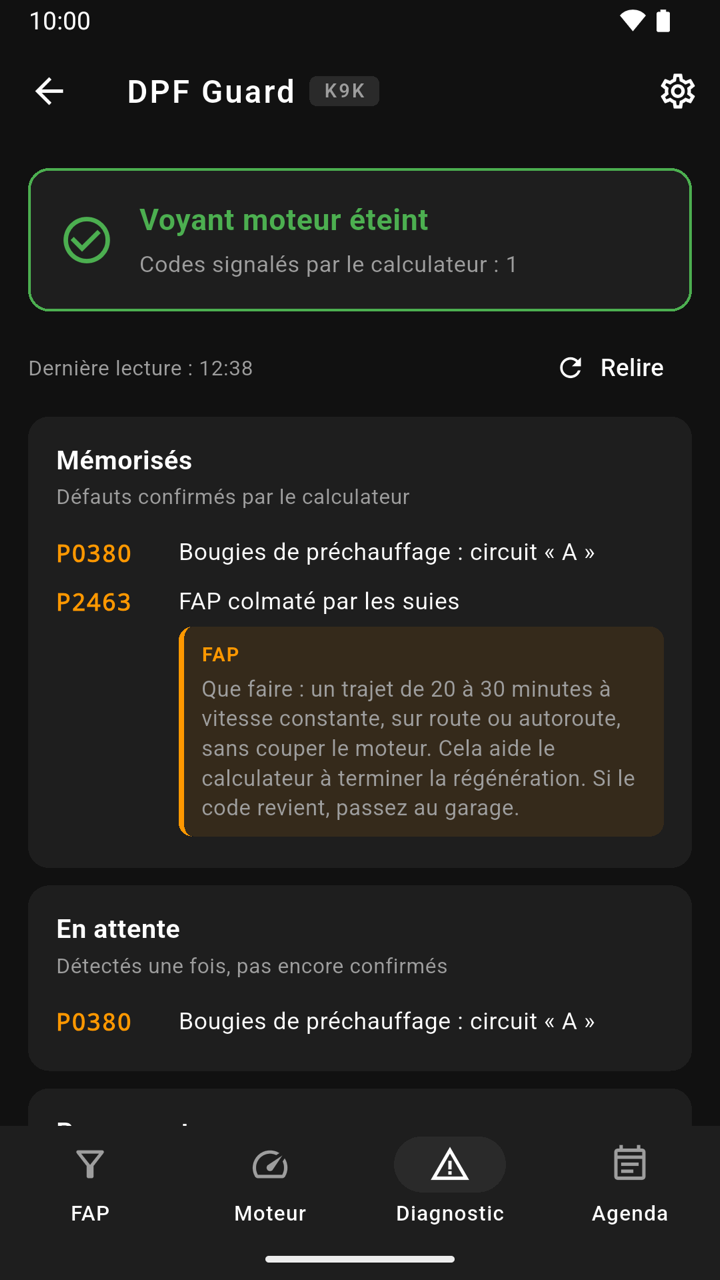 10:00
DPF Guard K9K
Voyant moteur éteint
Codes signalés par le calculateur : 1
Dernière lecture : 12:38
Relire
Mémorisés
Défauts confirmés par le calculateur
P0380 Bougies de préchauffage : circuit « A »
P2463 FAP colmaté par les suies
FAP
Que faire : un trajet de 20 à 30 minutes à
vitesse constante, sur route ou autoroute,
sans couper le moteur. Cela aide le
calculateur à terminer la régénération. Si le
code revient, passez au garage.
En attente
Détectés une fois, pas encore confirmés
P0380 Bougies de préchauffage : circuit « A »
FAP Moteur Diagnostic Agenda